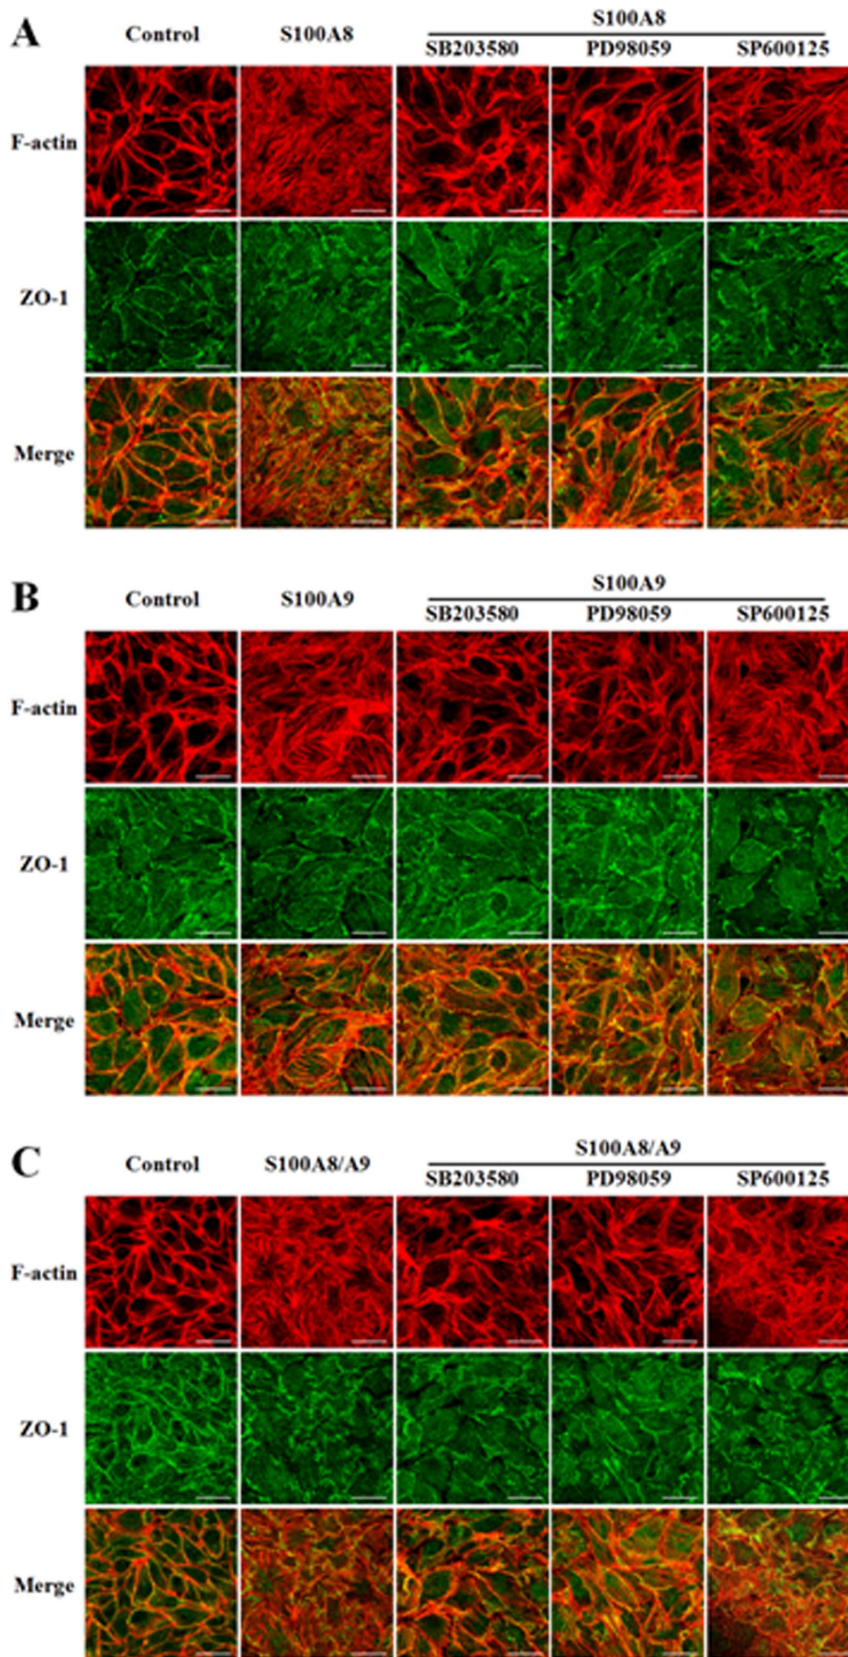 A
Control
S100A8
S100A8
SB203580
PD98059
SP600125
F-actin
ZO-1
Merge
B
Control
S100A9
S100A9
SB203580
PD98059
SP600125
F-actin
ZO-1
Merge
C
Control
S100A8/A9
S100A8/A9
SB203580
PD98059
SP600125
F-actin
ZO-1
Merge